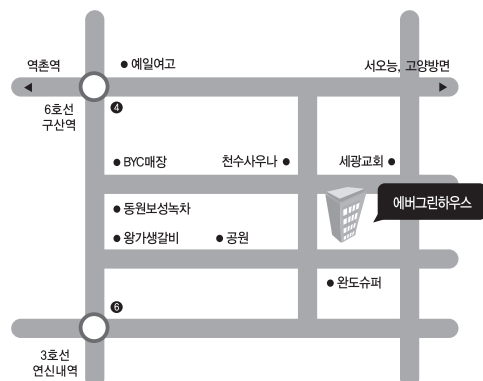 역촌역
● 예일여고
서오능, 고양방면
6호선
구산역
❹
● BYC매장
천수사우나 ●
세광교회 ●
에버그린하우스
● 동원보성녹차
● 왕가생갈비
● 공원
● 완도슈퍼
❻
3호선
연신내역